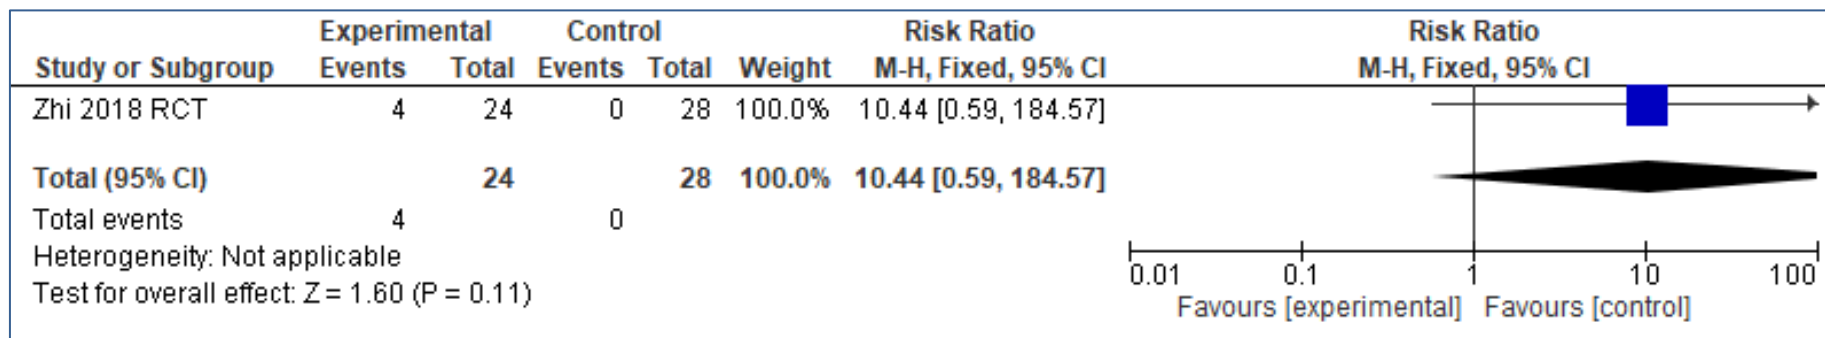 Experimental Control Risk Ratio Risk Ratio
Study or Subgroup Events Total Events Total Weight M-H, Fixed, 95% CI M-H, Fixed, 95% CI
Zhi 2018 RCT 4 24 0 28 100.0% 10.44 [0.59, 184.57]
Total (95% CI) 24 28 100.0% 10.44 [0.59, 184.57]
Total events 4 0
Heterogeneity: Not applicable
Test for overall effect: Z = 1.60 (P = 0.11)
0.01 0.1 1 10 100
Favours [experimental] Favours [control]